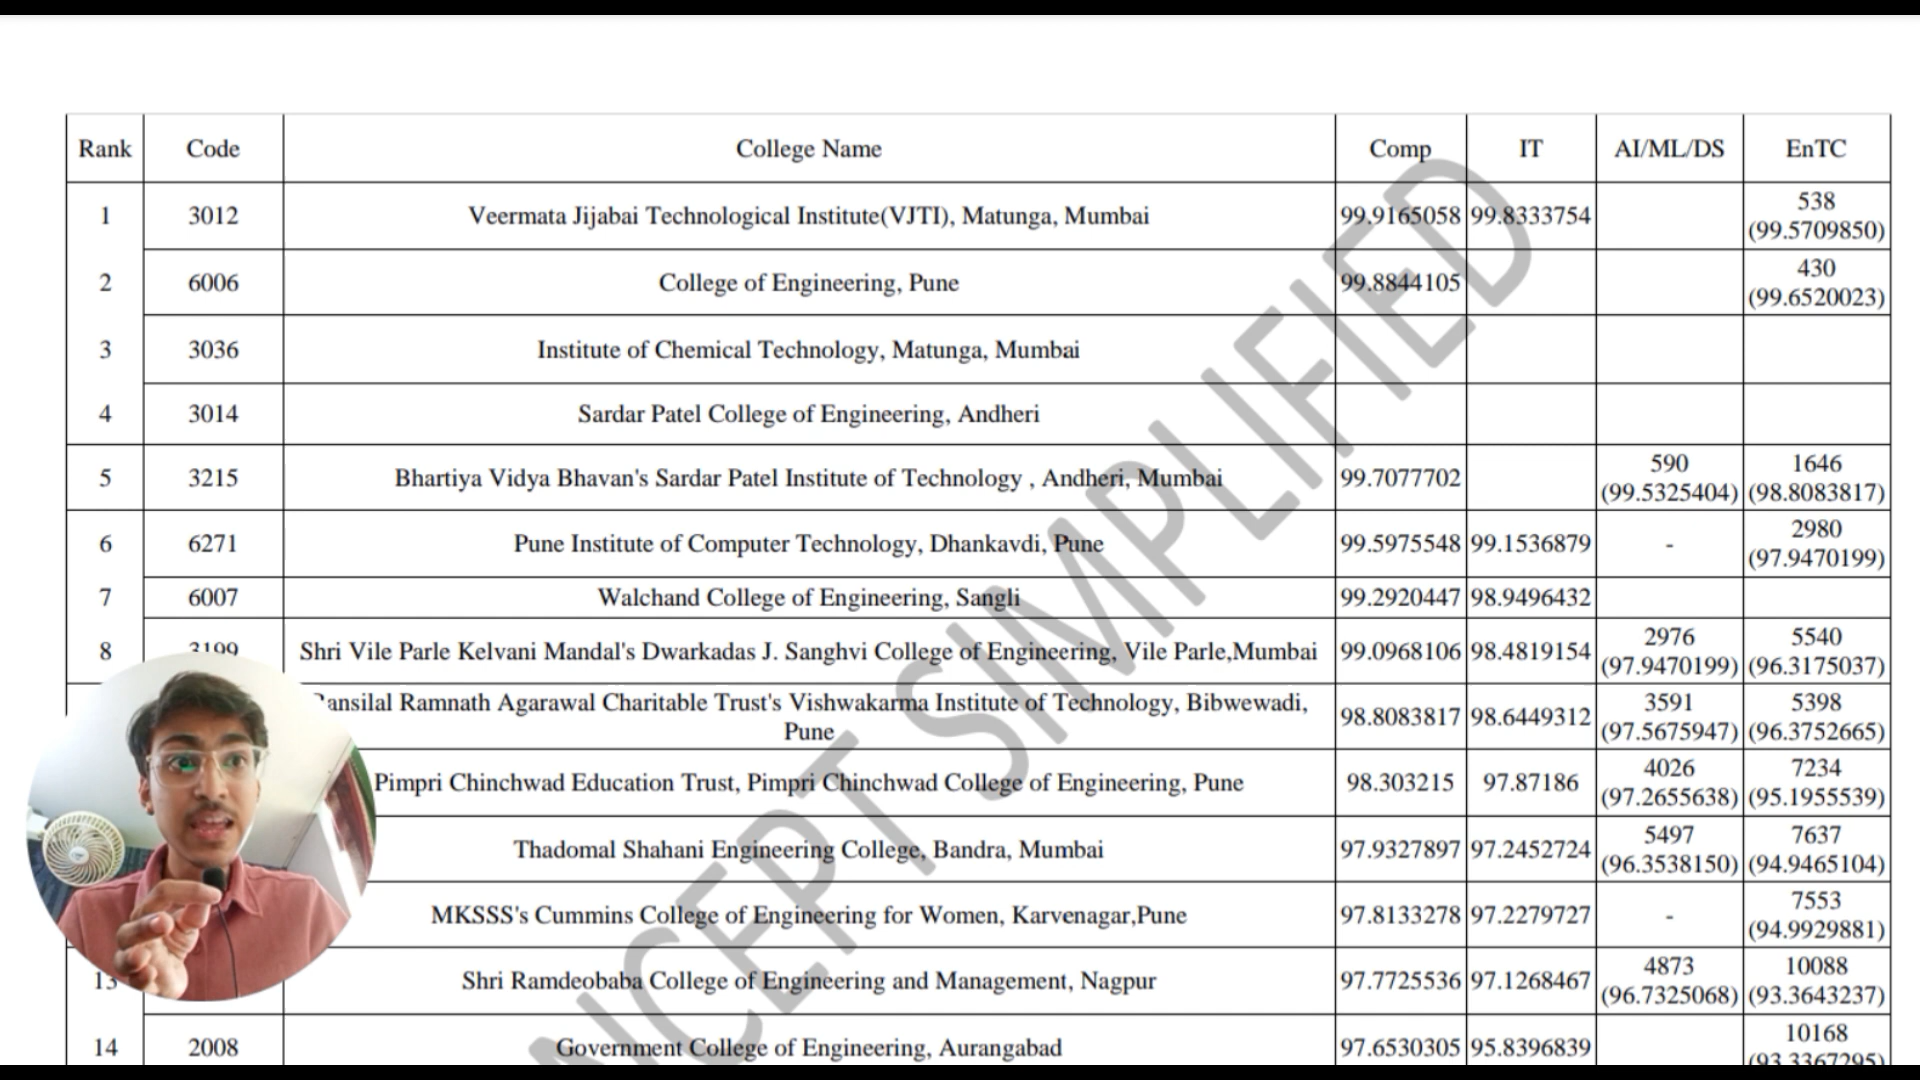 Rank Code College Name Comp IT AI/ML/DS EnTC
1 3012 Veermata Jijabai Technological Institute(VJTI), Matunga, Mumbai 99.9165058 99.8333754 538
(99.5709850)
2 6006 College of Engineering, Pune 99.8844105 430
(99.6520023)
3 3036 Institute of Chemical Technology, Matunga, Mumbai
4 3014 Sardar Patel College of Engineering, Andheri
5 3215 Bhartiya Vidya Bhavan's Sardar Patel Institute of Technology , Andheri, Mumbai 99.7077702 590 1646
(99.5325404) (98.8083817)
6 6271 Pune Institute of Computer Technology, Dhankavdi, Pune 99.5975548 99.1536879 - 2980
(97.9470199)
7 6007 Walchand College of Engineering, Sangli 99.2920447 98.9496432
8 3199 Shri Vile Parle Kelvani Mandal's Dwarkadas J. Sanghvi College of Engineering, Vile Parle,Mumbai 99.0968106 98.4819154 2976 5540
(97.9470199) (96.3175037)
Ramnath Agarawal Charitable Trust's Vishwakarma Institute of Technology, Bibwewadi,
Pune 98.8083817 98.6449312 3591 5398
(97.5675947) (96.3752665)
Pimpri Chinchwad Education Trust, Pimpri Chinchwad College of Engineering, Pune 98.303215 97.87186 4026 7234
(97.2655638) (95.1955539)
Thadomal Shahani Engineering College, Bandra, Mumbai 97.9327897 97.2452724 5497 7637
(96.3538150) (94.9465104)
MKSSS's Cummins College of Engineering for Women, Karvenagar,Pune 97.8133278 97.2279727 - 7553
(94.9929881)
13 Shri Ramdeobaba College of Engineering and Management, Nagpur 97.7725536 97.1268467 4873 10088
(96.7325068) (93.3643237)
14 2008 Government College of Engineering, Aurangabad 97.6530305 95.8396839 10168
(93.3367295)
SIMPLIFIED